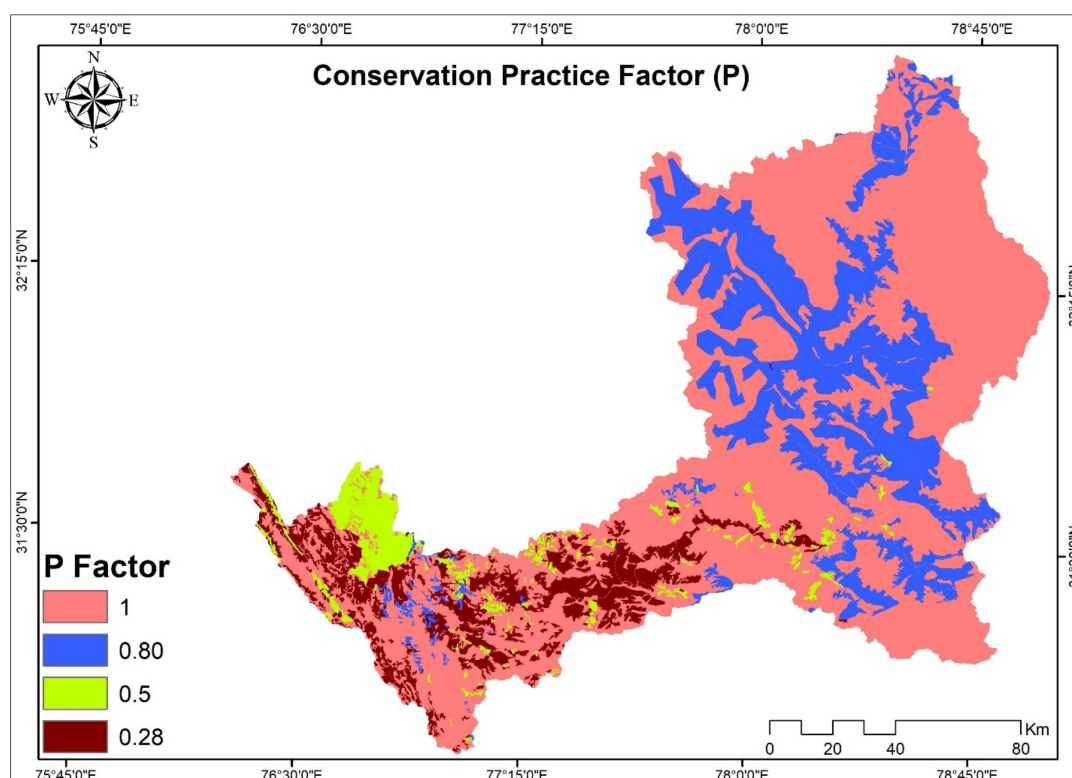 75°45'0"E 76°30'0"E 77°15'0"E 78°0'0"E 78°45'0"E
Conservation Practice Factor (P)
N
W E
S
32°15'0"N
31°30'0"N
P Factor
1
0.80
0.5
0.28
Km
0 20 40 80
75°45'0"E 76°30'0"E 77°15'0"E 78°0'0"E 78°45'0"E